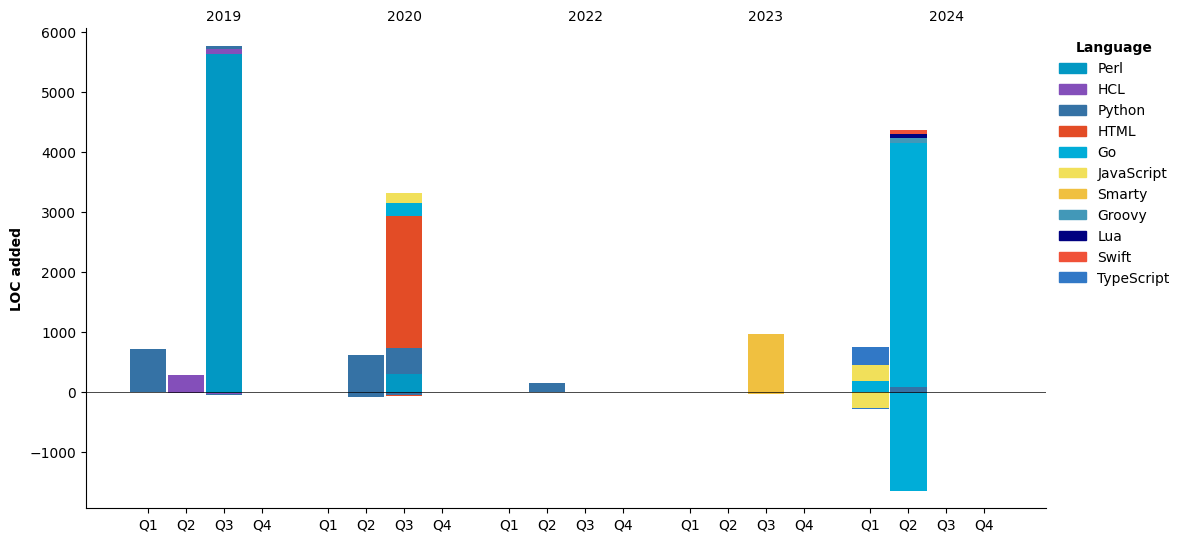 2019 2020 2022 2023 2024
6000
5000
4000
3000
2000
1000
0
−1000
LOC added
Language
Perl
HCL
Python
HTML
Go
JavaScript
Smarty
Groovy
Lua
Swift
TypeScript
Q1 Q2 Q3 Q4 Q1 Q2 Q3 Q4 Q1 Q2 Q3 Q4 Q1 Q2 Q3 Q4 Q1 Q2 Q3 Q4